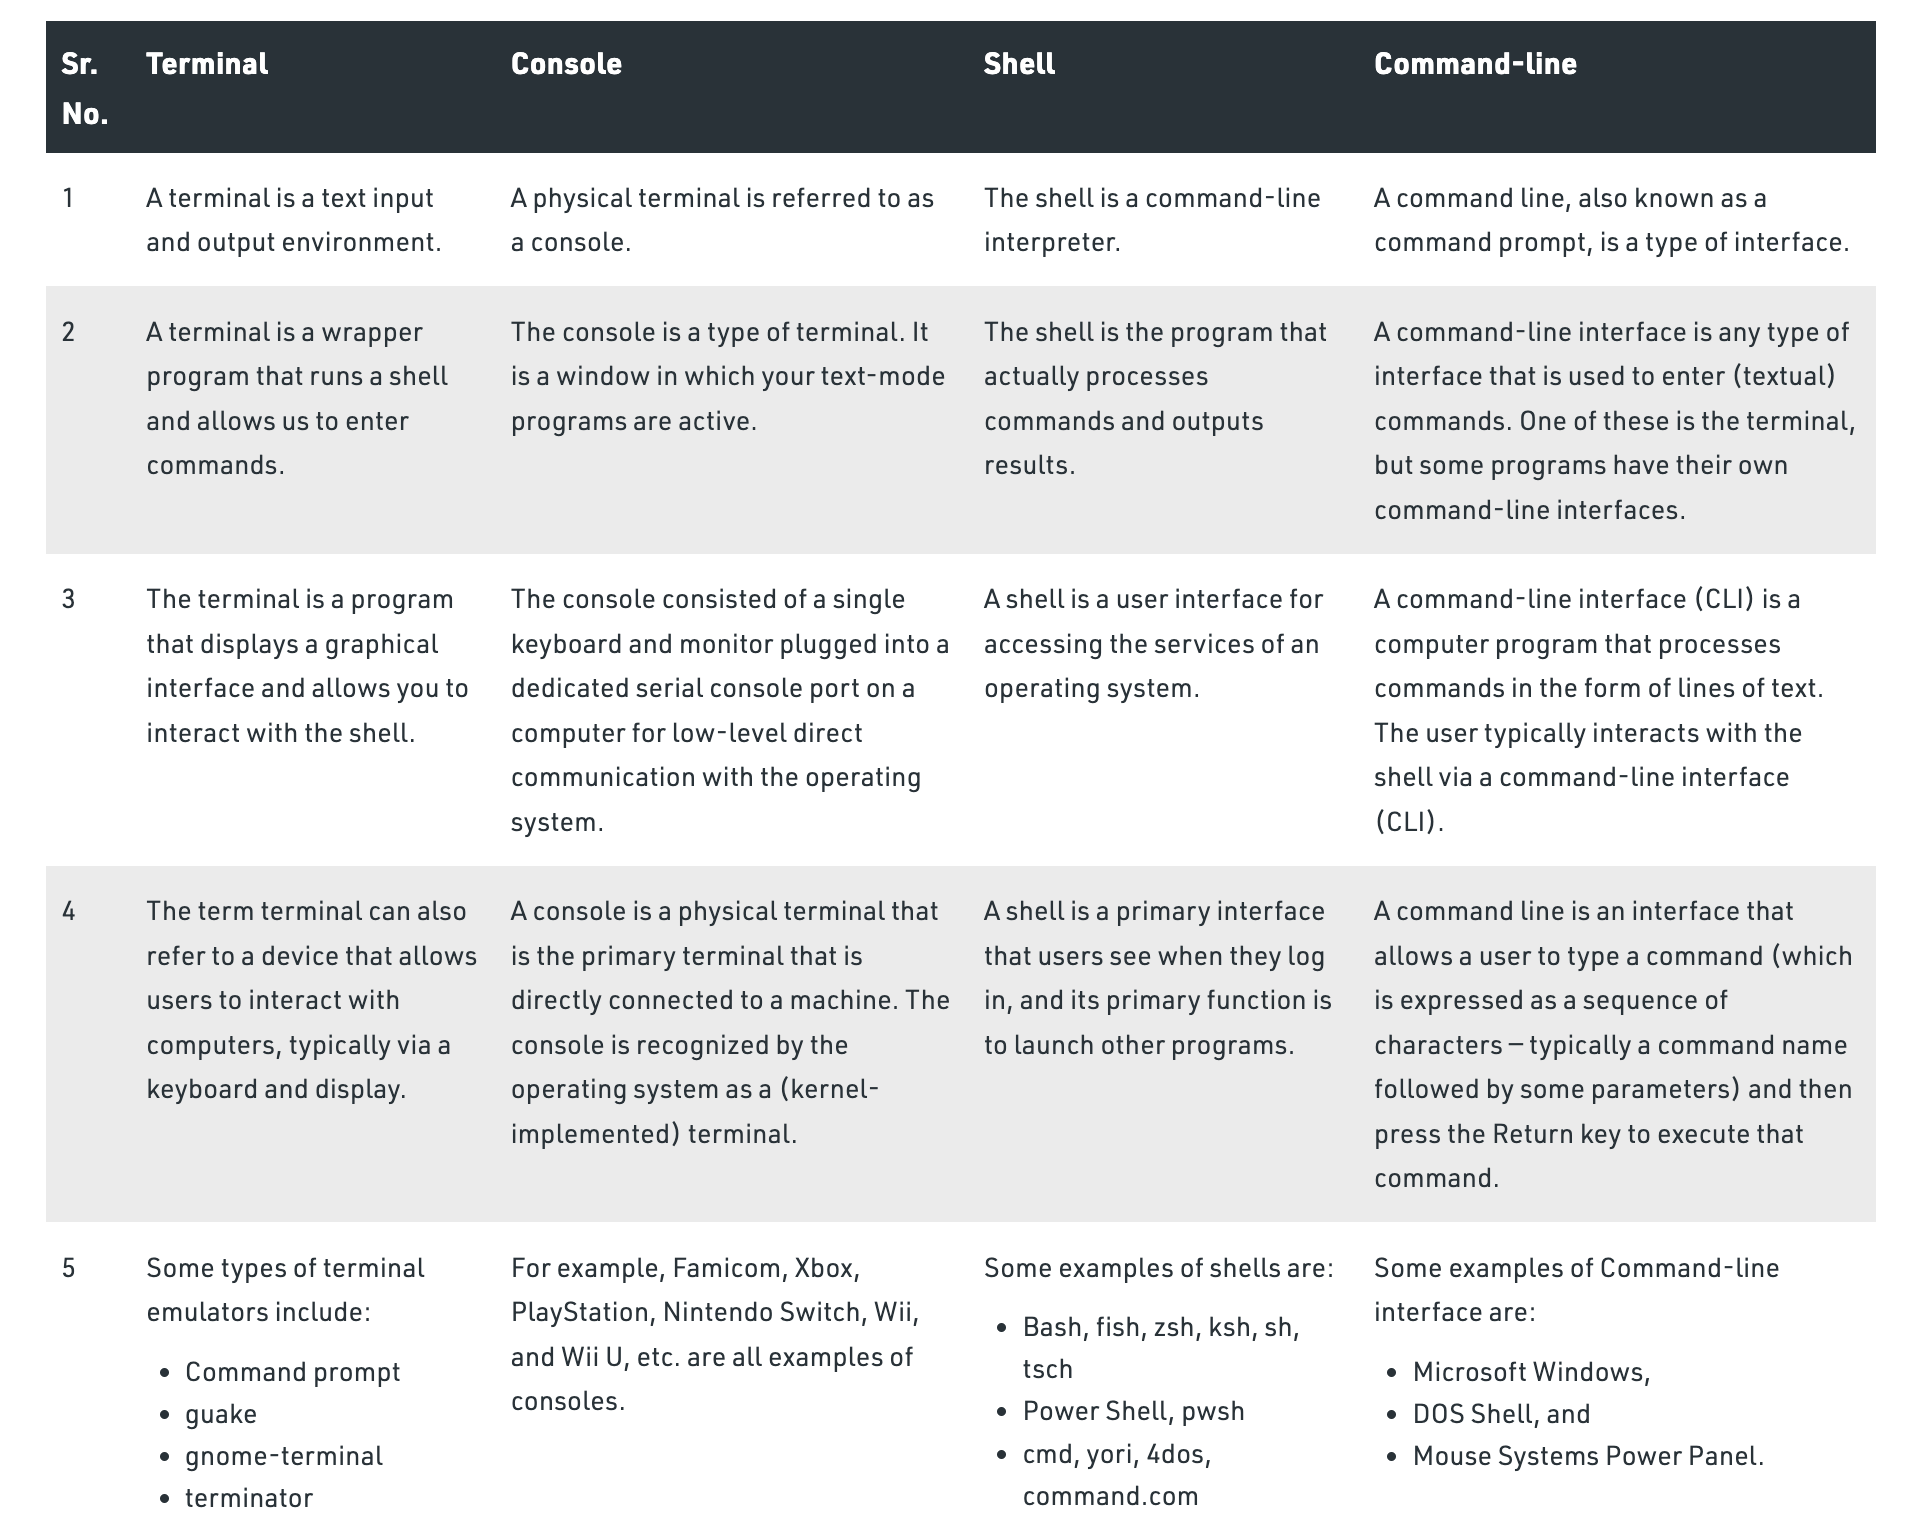 Sr.
No.
Terminal
Console
Shell
Command-line
1
A terminal is a text input
and output environment.
A physical terminal is referred to as
a console.
The shell is a command-line
interpreter.
A command line, also known as a
command prompt, is a type of interface.
2
A terminal is a wrapper
program that runs a shell
and allows us to enter
commands.
The console is a type of terminal. It
is a window in which your text-mode
programs are active.
The shell is the program that
actually processes
commands and outputs
results.
A command-line interface is any type of
interface that is used to enter (textual)
commands. One of these is the terminal,
but some programs have their own
command-line interfaces.
3
The terminal is a program
that displays a graphical
interface and allows you to
interact with the shell.
The console consisted of a single
keyboard and monitor plugged into a
dedicated serial console port on a
computer for low-level direct
communication with the operating
system.
A shell is a user interface for
accessing the services of an
operating system.
A command-line interface (CLI) is a
computer program that processes
commands in the form of lines of text.
The user typically interacts with the
shell via a command-line interface
(CLI).
4
The term terminal can also
refer to a device that allows
users to interact with
computers, typically via a
keyboard and display.
A console is a physical terminal that
is the primary terminal that is
directly connected to a machine. The
console is recognized by the
operating system as a (kernel-
implemented) terminal.
A shell is a primary interface
that users see when they log
in, and its primary function is
to launch other programs.
A command line is an interface that
allows a user to type a command (which
is expressed as a sequence of
characters — typically a command name
followed by some parameters) and then
press the Return key to execute that
command.
5
Some types of terminal
emulators include:
• Command prompt
• guake
• gnome-terminal
• terminator
For example, Famicom, Xbox,
PlayStation, Nintendo Switch, Wii,
and Wii U, etc. are all examples of
consoles.
Some examples of shells are:
• Bash, fish, zsh, ksh, sh,
tsch
• Power Shell, pwsh
• cmd, yori, 4dos,
command.com
Some examples of Command-line
interface are:
• Microsoft Windows,
• DOS Shell, and
• Mouse Systems Power Panel.